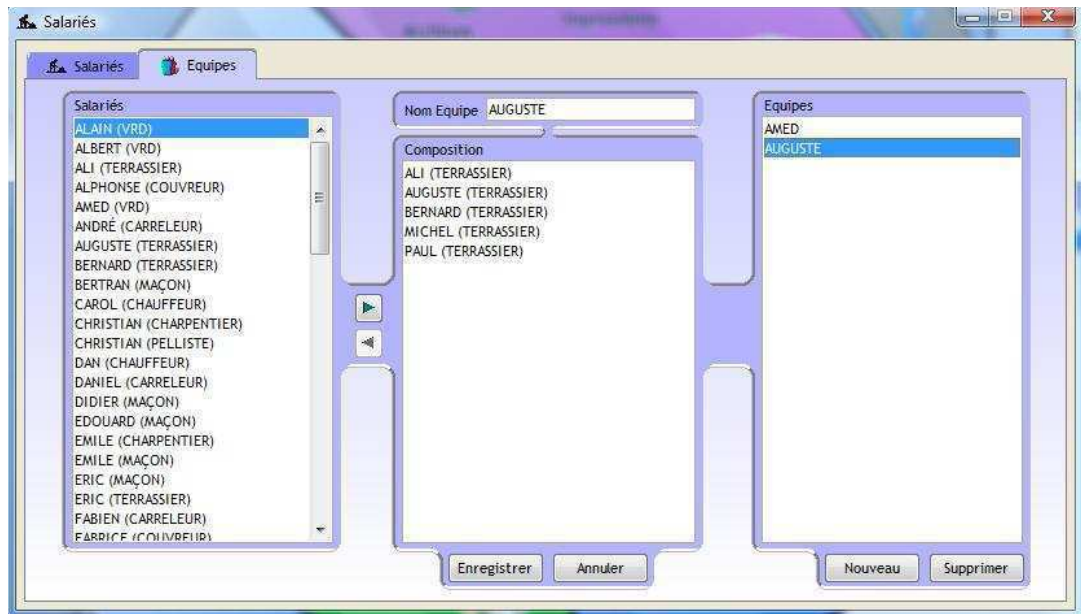 Salariés
Salariés
Equipes
Salariés
ALAIN (VRD)
ALBERT (VRD)
ALI (TERRASSIER)
ALPHONSE (COUVREUR)
AMED (VRD)
ANDRÉ (CARRELEUR)
AUGUSTE (TERRASSIER)
BERNARD (TERRASSIER)
BERTRAN (MAÇON)
CAROL (CHAUFFEUR)
CHRISTIAN (CHARPENTIER)
CHRISTIAN (PELLISTE)
DAN (CHAUFFEUR)
DANIEL (CARRELEUR)
DIDIER (MAÇON)
EDOUARD (MAÇON)
EMILE (CHARPENTIER)
EMILE (MAÇON)
ERIC (MAÇON)
ERIC (TERRASSIER)
FABIEN (CARRELEUR)
FABRICE (COUVREUR)
Nom Equipe AUGUSTE
Composition
ALI (TERRASSIER)
AUGUSTE (TERRASSIER)
BERNARD (TERRASSIER)
MICHEL (TERRASSIER)
PAUL (TERRASSIER)
Enregistrer Annuler
Equipes
AMED
AUGUSTE
Nouveau Supprimer